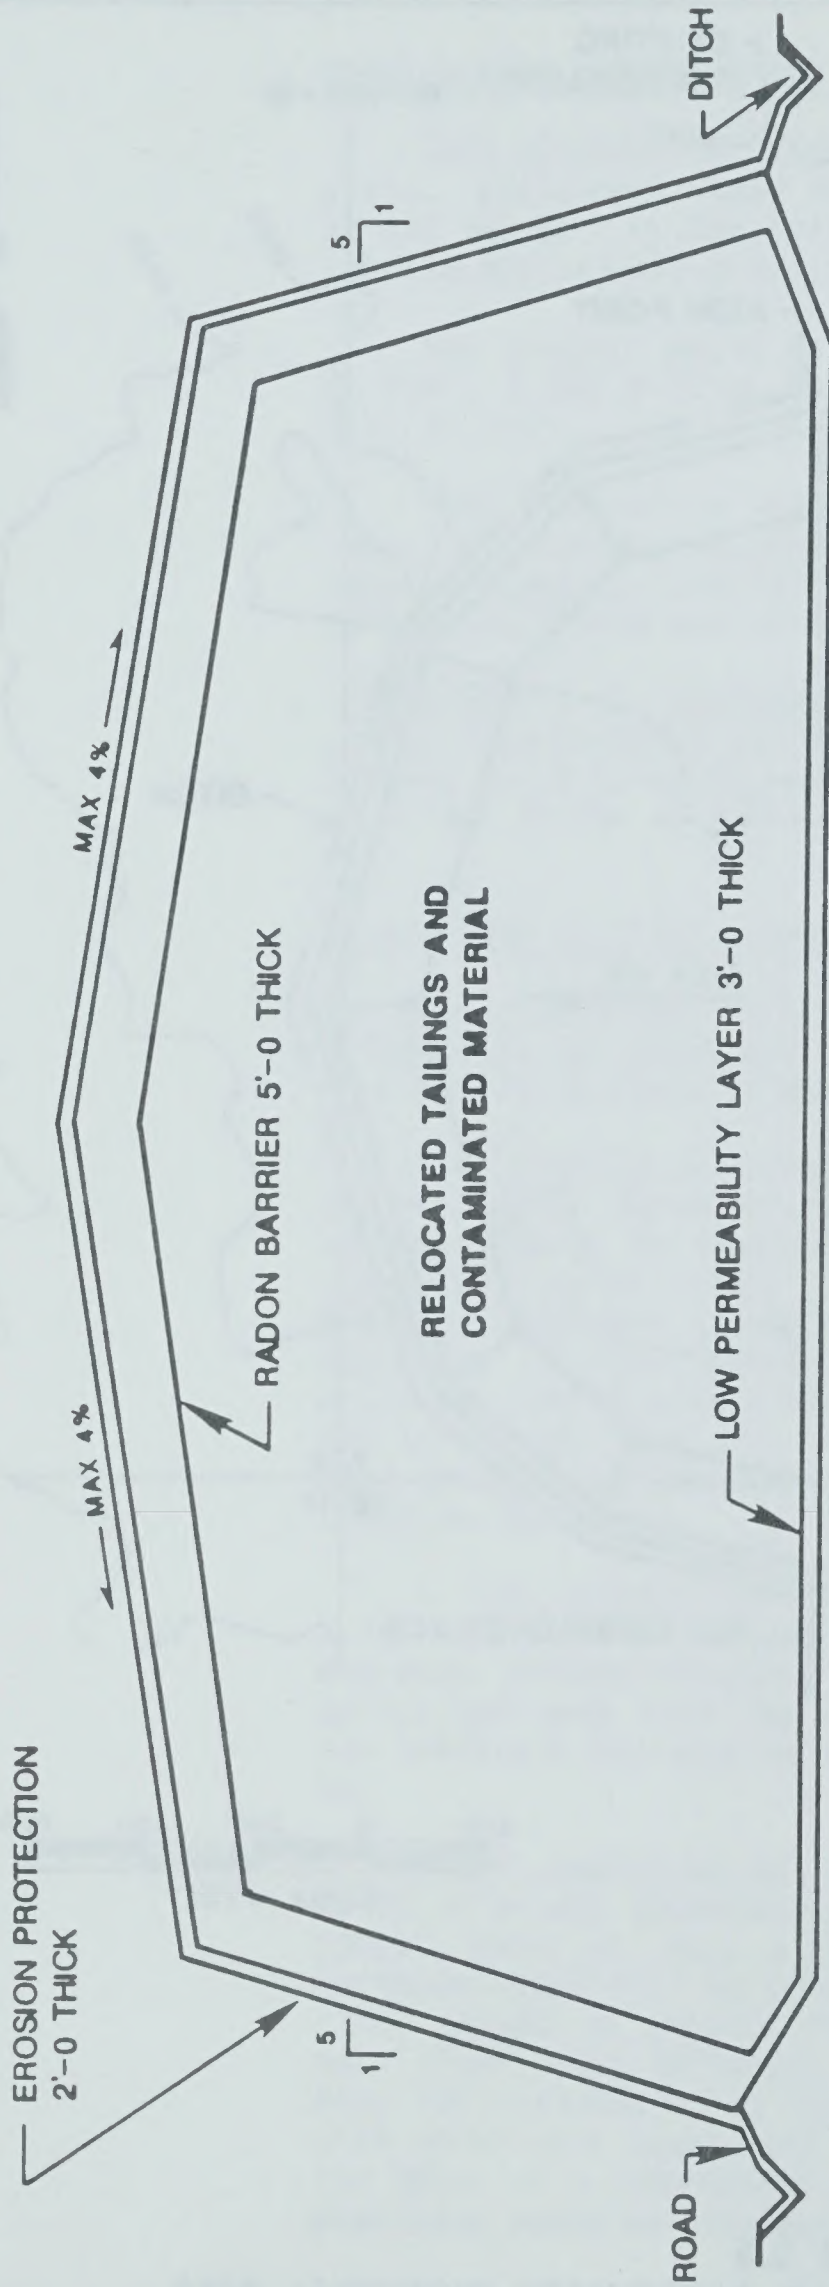 EROSION PROTECTION
2'-0 THICK
MAX 4%
MAX 4%
5
1
5
1
RADON BARRIER 5'-0 THICK
RELOCATED TAILINGS AND
CONTAMINATED MATERIAL
LOW PERMEABILITY LAYER 3'-0 THICK
ROAD
DITCH